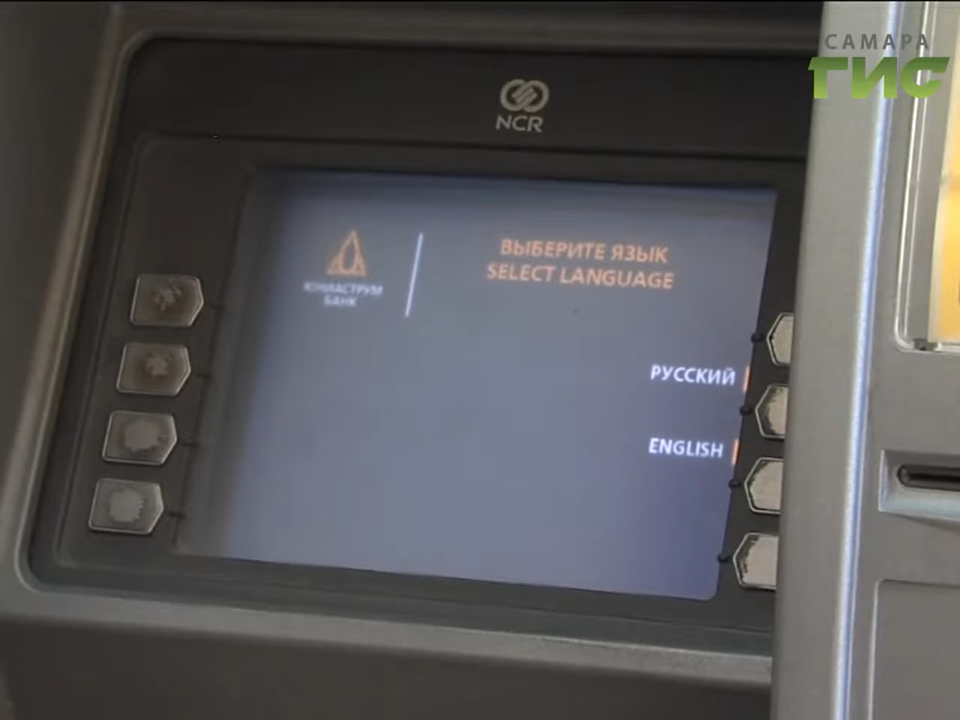 САМАРА
ГИС
NCR
ВЫБЕРИТЕ ЯЗЫК
SELECT LANGUAGE
ЮНИАСТРУМ
БАНК
РУССКИЙ
ENGLISH